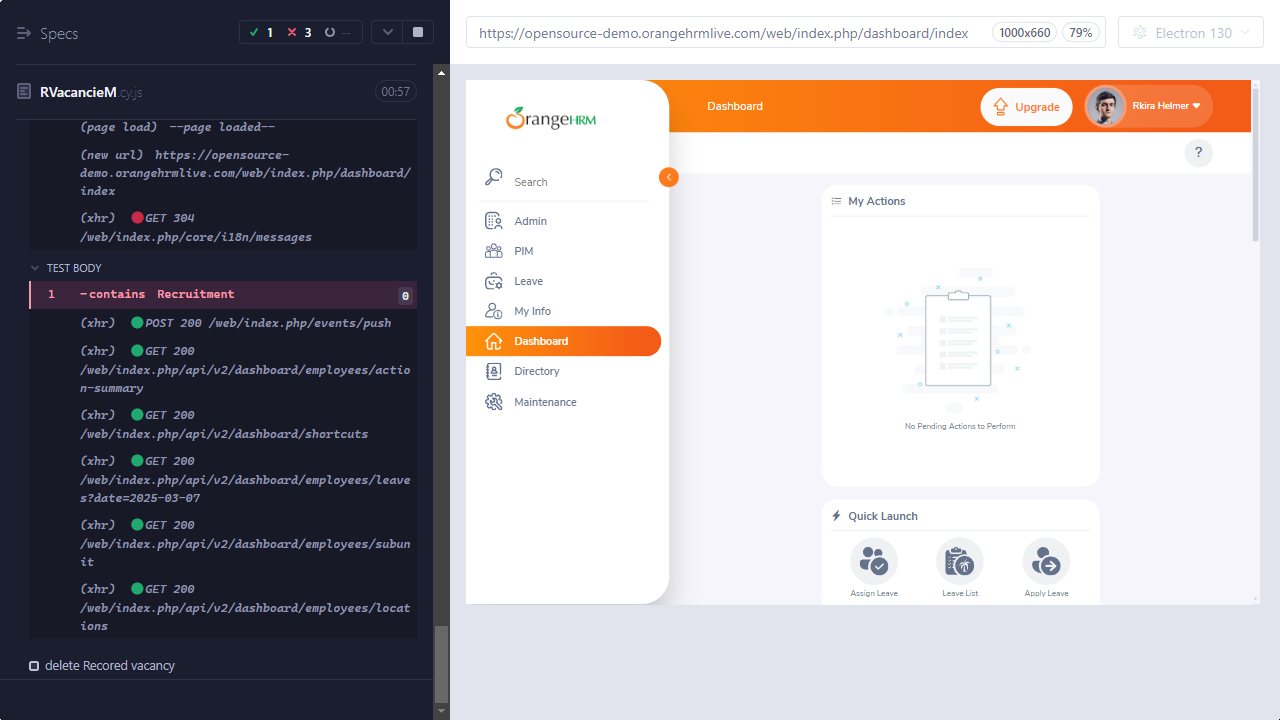 Specs
1
3
--
RVacancieM.cy.js
00:57
(page load) --page loaded--
(new url) https://opensource-
demo.orangehrmlive.com/web/index.php/dashboard/
index
(xhr) GET 304
/web/index.php/core/i18n/messages
TEST BODY
1 -contains Recruitment 0
(xhr) POST 200 /web/index.php/events/push
(xhr) GET 200
/web/index.php/api/v2/dashboard/employees/actio
n-summary
(xhr) GET 200
/web/index.php/api/v2/dashboard/shortcuts
(xhr) GET 200
/web/index.php/api/v2/dashboard/employees/leave
s?date=2025-03-07
(xhr) GET 200
/web/index.php/api/v2/dashboard/employees/subun
it
(xhr) GET 200
/web/index.php/api/v2/dashboard/employees/locat
ions
delete Recored vacancy
https://opensource-demo.orangehrmlive.com/web/index.php/dashboard/index
1000x660
79%
Electron 130
OrangeHRM
Dashboard
Upgrade
Rkira Helmer
?
Search
Admin
PIM
Leave
My Info
Dashboard
Directory
Maintenance
My Actions
No Pending Actions to Perform
Quick Launch
Assign Leave
Leave List
Apply Leave